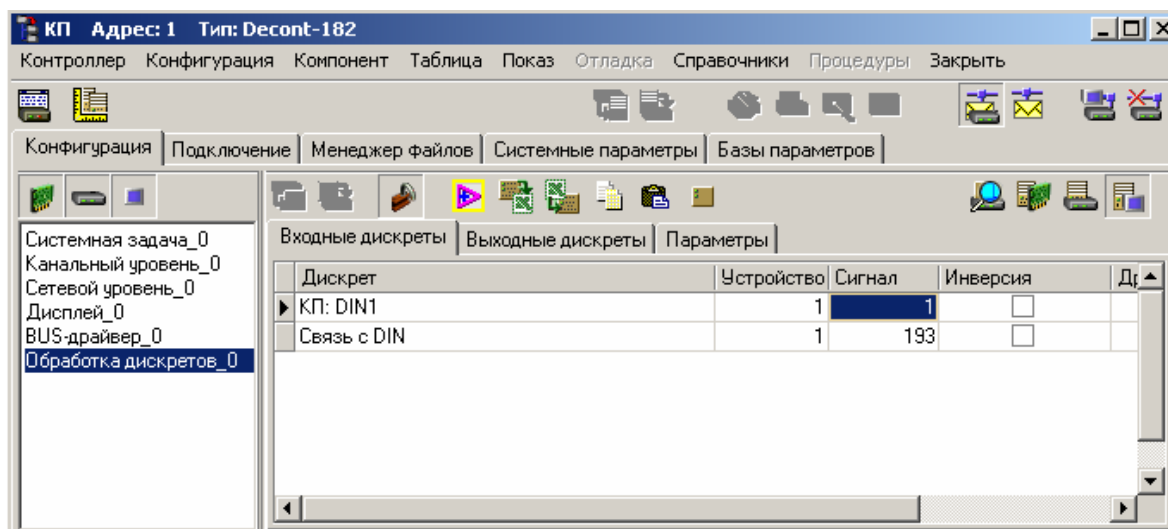 КП Адрес: 1 Тип: Decont-182
Контроллер Конфигурация Компонент Таблица Показ Отладка Справочники Процедуры Закрыть
Конфигурация Подключение Менеджер файлов Системные параметры Базы параметров
Входные дискреты Выходные дискреты Параметры
Системная задача_0
Канальный уровень_0
Сетевой уровень_0
Дисплей_0
BUS-драйвер_0
Обработка дискретов_0
Дискрет Устройство Сигнал Инверсия
КП: DIN1 1 1
Связь с DIN 1 193